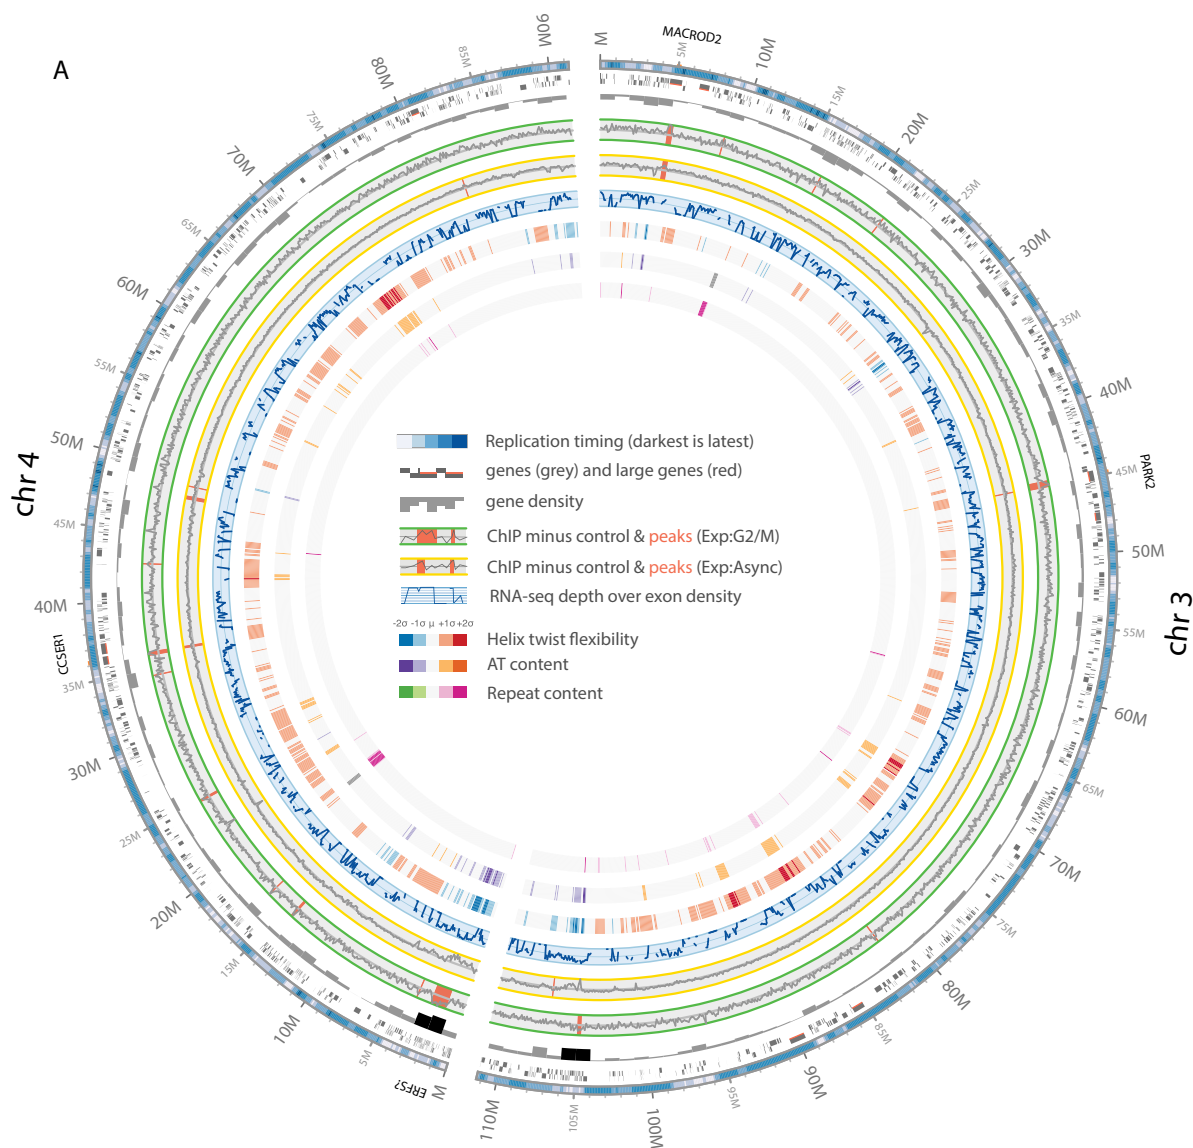 A
MACROD2
M
5M
10M
15M
20M
25M
30M
35M
40M
45M
PARK2
50M
chr 3
55M
60M
65M
70M
75M
80M
85M
90M
95M
100M
105M
110M
M
ERFS?
5M
10M
15M
20M
25M
30M
35M
CCSER1
40M
45M
chr 4
50M
55M
60M
65M
70M
75M
80M
85M
90M
Replication timing (darkest is latest)
genes (grey) and large genes (red)
gene density
ChIP minus control & peaks (Exp:G2/M)
ChIP minus control & peaks (Exp:Async)
RNA-seq depth over exon density
-2σ -1σ μ +1σ+2σ
Helix twist flexibility
AT content
Repeat content